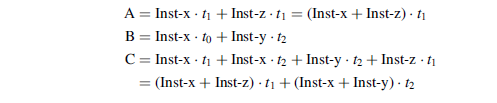 A = Inst-x · t₁ + Inst-z · t₁ = (Inst-x + Inst-z) · t₁
B = Inst-x · t₀ + Inst-y · t₂
C = Inst-x · t₁ + Inst-x · t₂ + Inst-y · t₂ + Inst-z · t₁
= (Inst-x + Inst-z) · t₁ + (Inst-x + Inst-y) · t₂